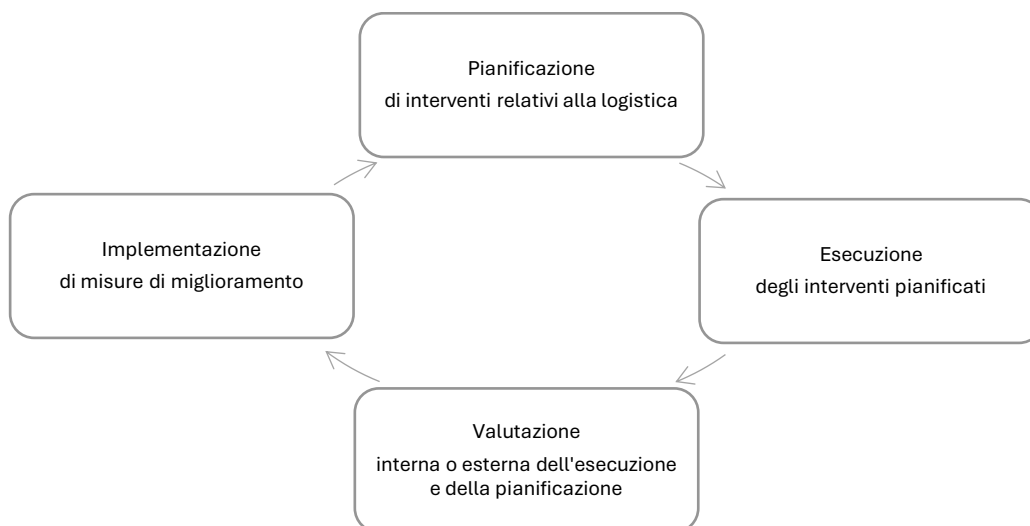 Pianificazione
di interventi relativi alla logistica
Implementazione
di misure di miglioramento
Esecuzione
degli interventi pianificati
Valutazione
interna o esterna dell'esecuzione
e della pianificazione